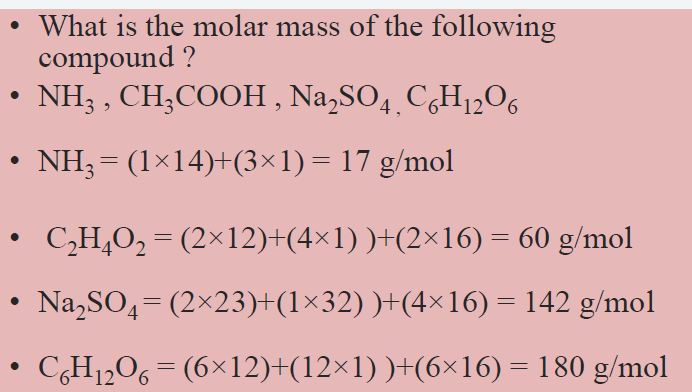 • What is the molar mass of the following
compound ?
• NH₃ , CH₃COOH , Na₂SO₄ , C₆H₁₂O₆
• NH₃ = (1×14)+(3×1) = 17 g/mol
• C₂H₄O₂ = (2×12)+(4×1) )+(2×16) = 60 g/mol
• Na₂SO₄= (2×23)+(1×32) )+(4×16) = 142 g/mol
• C₆H₁₂O₆ = (6×12)+(12×1) )+(6×16) = 180 g/mol